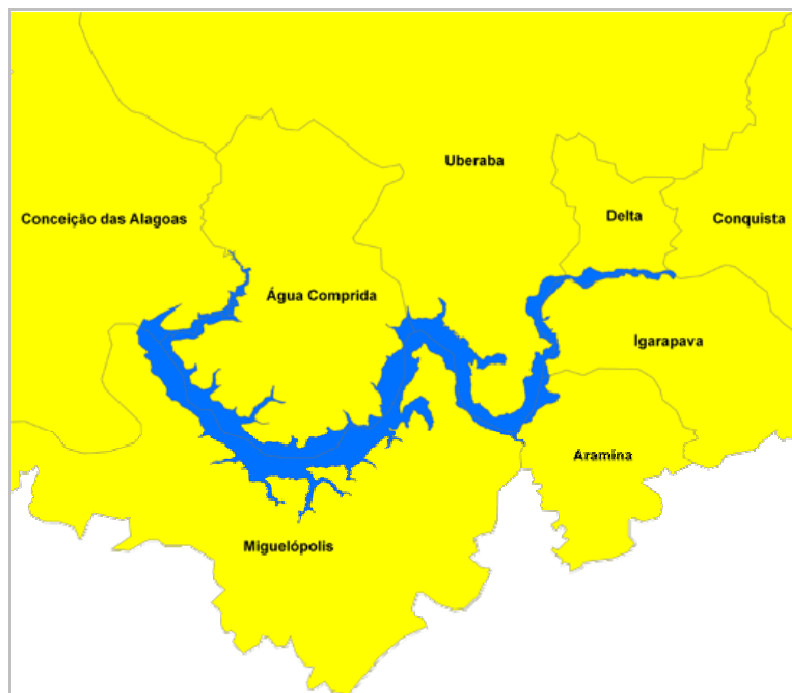 Uberaba
Conceição das Alagoas
Delta
Conquista
Água Comprida
Igarapava
Aramina
Miguelópolis